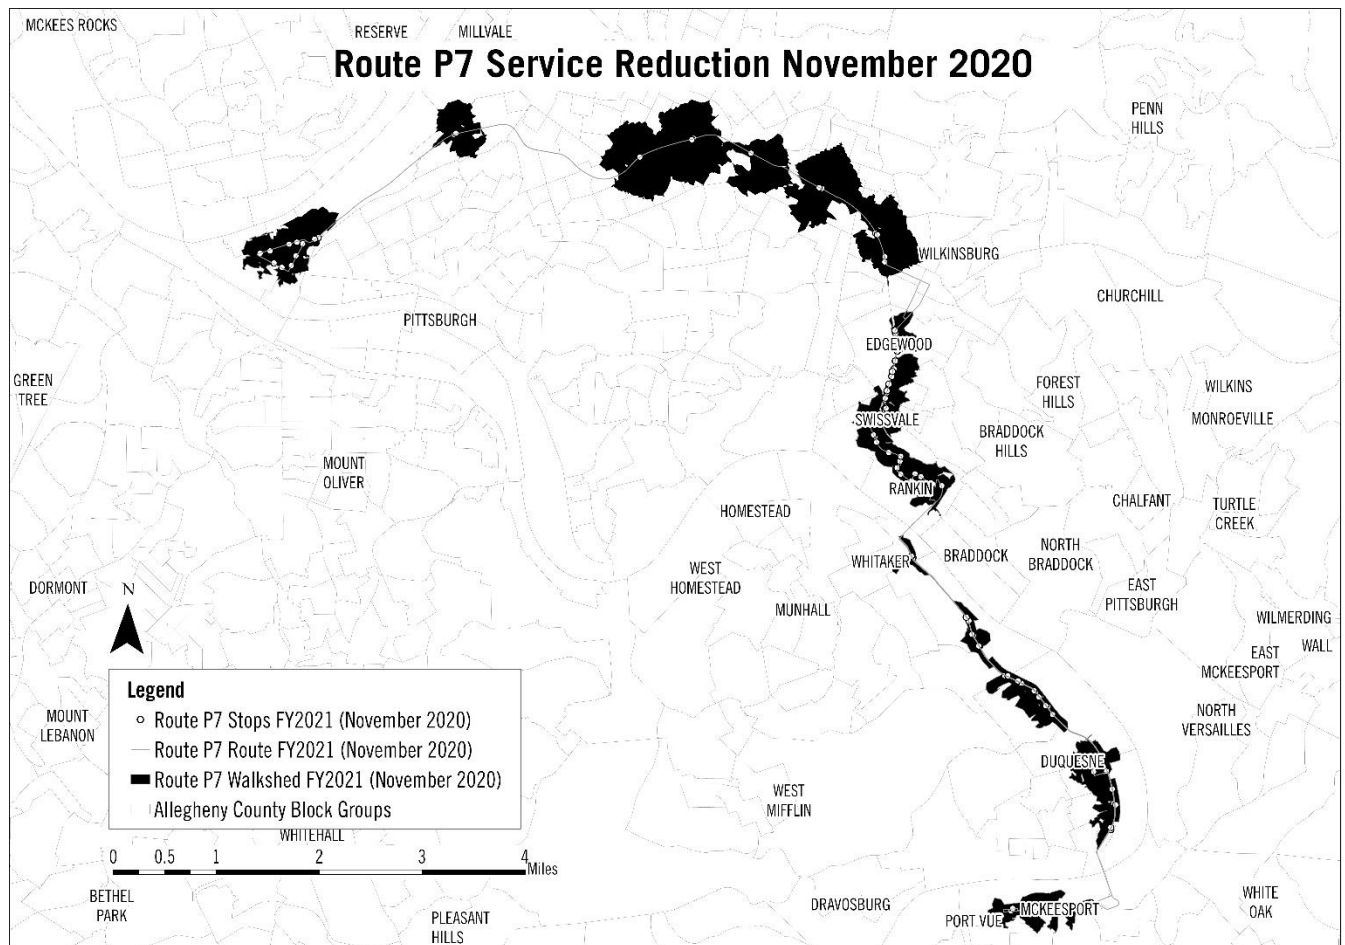 MCKEES ROCKS
RESERVE
MILLVALE
Route P7 Service Reduction November 2020
PENN
HILLS
WILKINSBURG
CHURCHILL
PITTSBURGH
EDGEWOOD
GREEN
TREE
FOREST
HILLS
WILKINS
MONROEVILLE
SWISSVALE
BRADDOCK
HILLS
MOUNT
OLIVER
RANKIN
CHALFANT
TURTLE
CREEK
HOMESTEAD
WHITAKER
BRADDOCK
NORTH
BRADDOCK
WEST
HOMESTEAD
DORMONT
N
MUNHALL
EAST
PITTSBURGH
WILMERDING
WALL
EAST
MCKEESPORT
Legend
Route P7 Stops FY2021 (November 2020)
Route P7 Route FY2021 (November 2020)
Route P7 Walkshed FY2021 (November 2020)
Allegheny County Block Groups
MOUNT
LEBANON
NORTH
VERSAILLES
DUQUESNE
WEST
MIFFLIN
WHITEHALL
0 0.5 1 2 3 4
Miles
BETHEL
PARK
PLEASANT
HILLS
DRAVOSBURG
PORT VUE
MCKEESPORT
WHITE
OAK